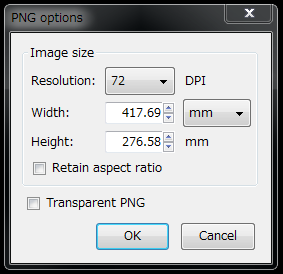 PNG options
Image size
Resolution: 72 DPI
Width: 417.69 mm
Height: 276.58 mm
Retain aspect ratio
Transparent PNG
OK Cancel